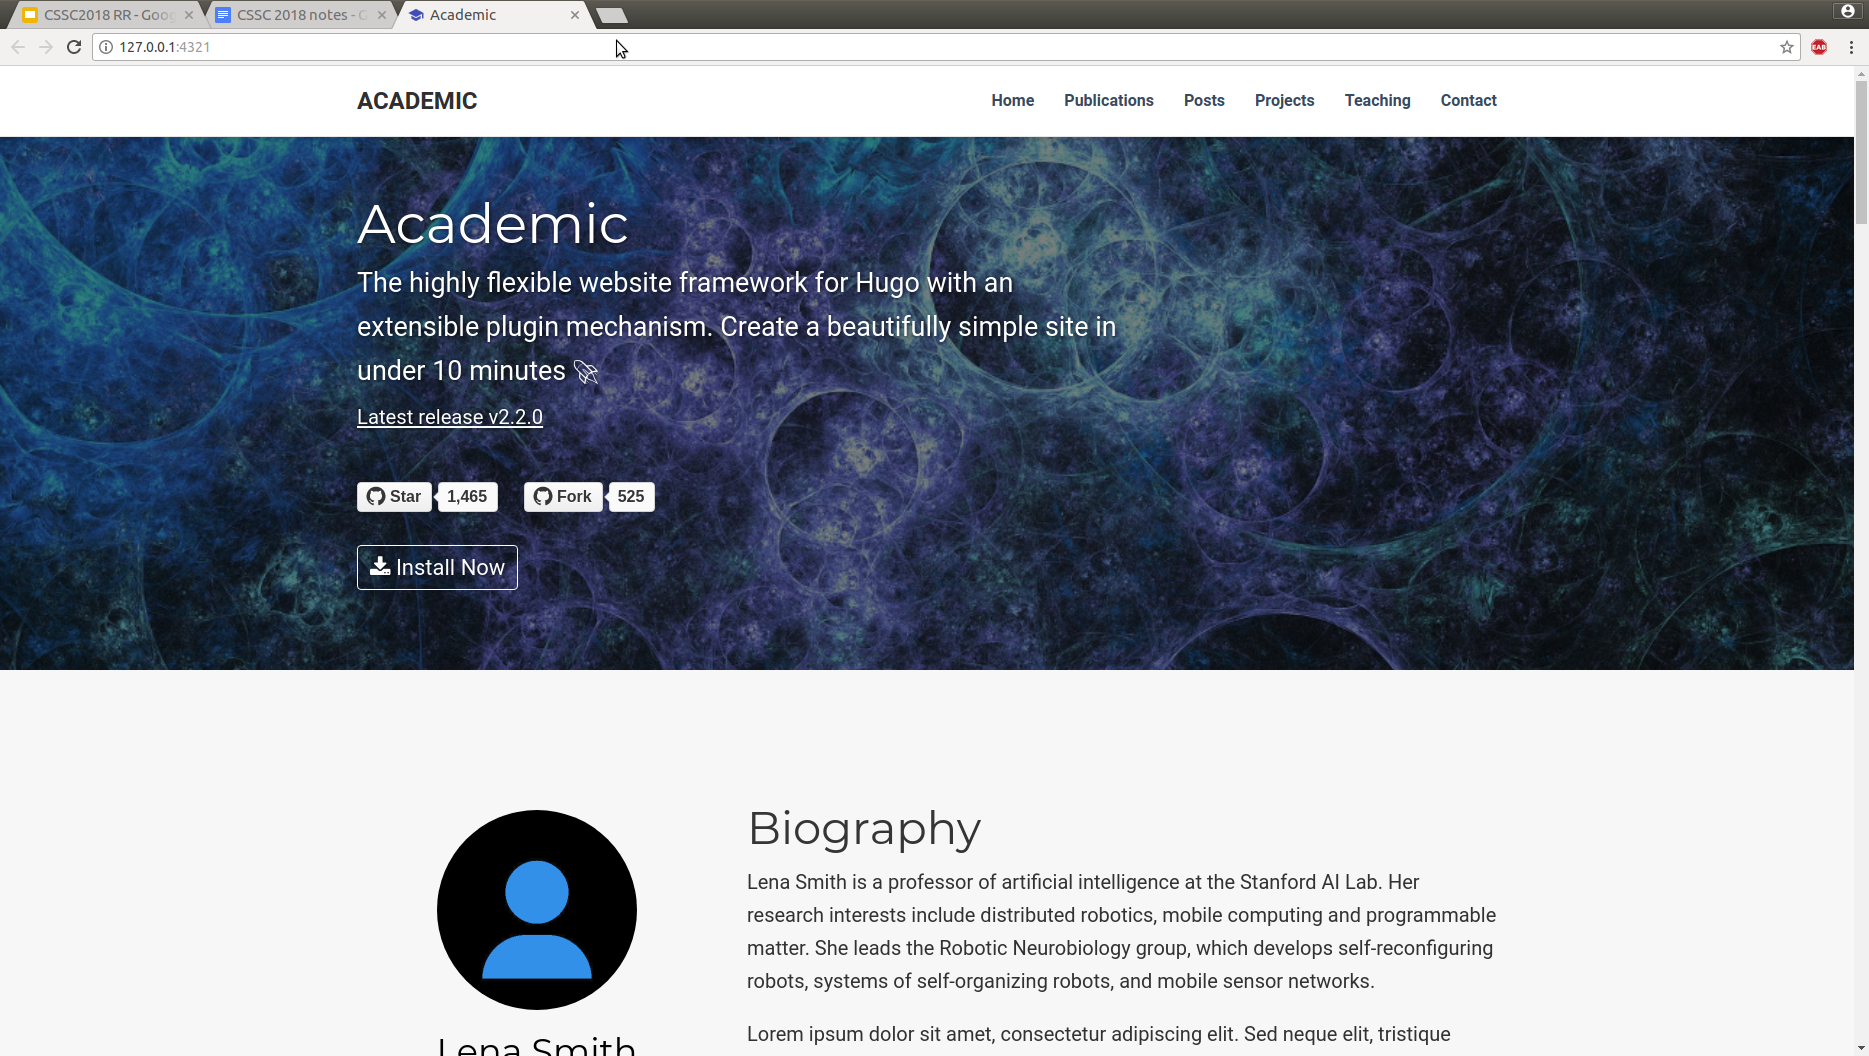 CSSC2018 RR - Goog
CSSC 2018 notes - G
Academic
127.0.0.1:4321
EAB
ACADEMIC
Home
Publications
Posts
Projects
Teaching
Contact
Academic
The highly flexible website framework for Hugo with an
extensible plugin mechanism. Create a beautifully simple site in
under 10 minutes
Latest release v2.2.0
Star 1,465 Fork 525
Install Now
Biography
Lena Smith is a professor of artificial intelligence at the Stanford AI Lab. Her
research interests include distributed robotics, mobile computing and programmable
matter. She leads the Robotic Neurobiology group, which develops self-reconfiguring
robots, systems of self-organizing robots, and mobile sensor networks.
Lorem ipsum dolor sit amet, consectetur adipiscing elit. Sed neque elit, tristique
Lena Smith